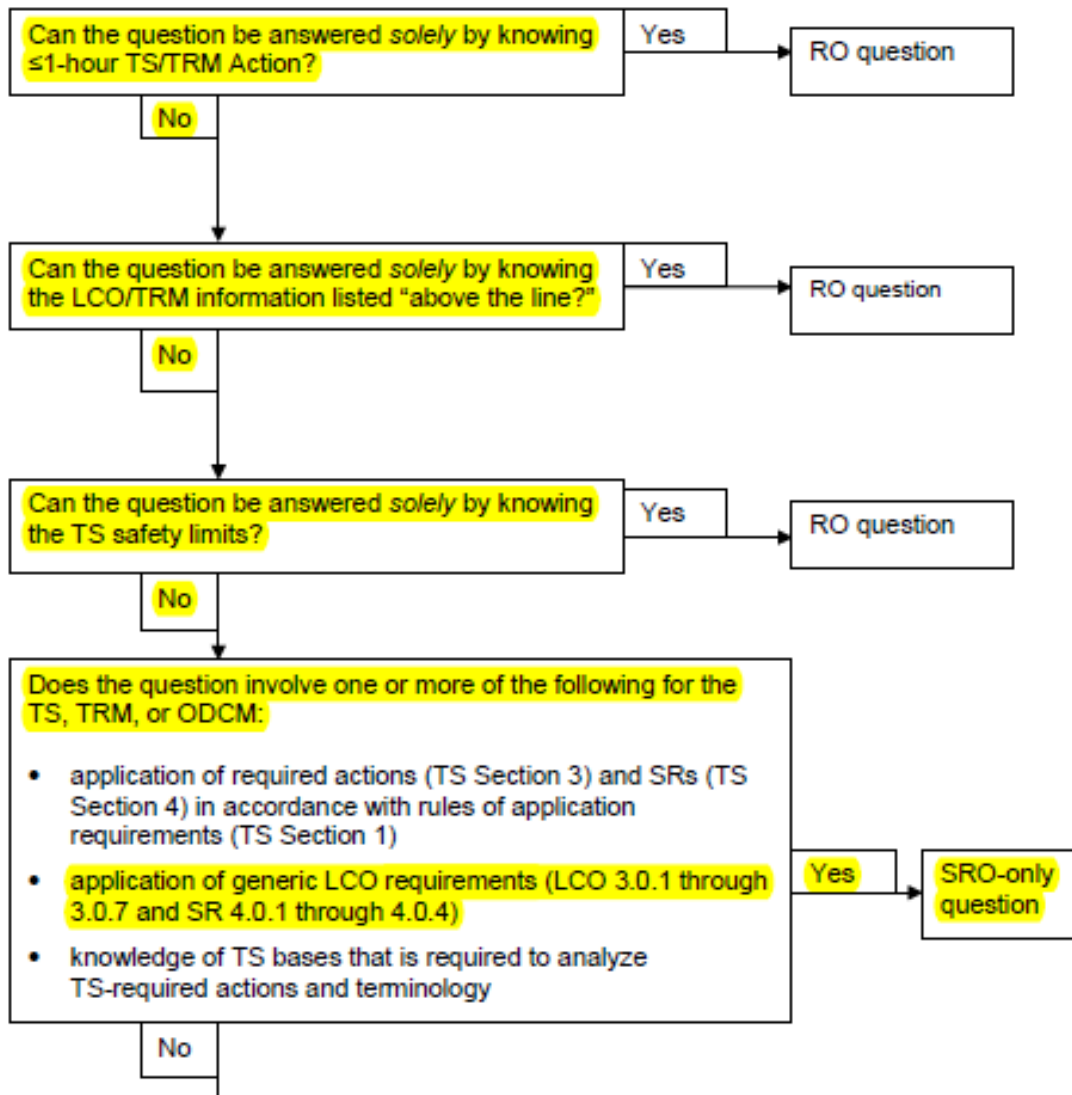 Can the question be answered solely by knowing
≤1-hour TS/TRM Action?
Yes
RO question
No
Can the question be answered solely by knowing
the LCO/TRM information listed “above the line?”
Yes
RO question
No
Can the question be answered solely by knowing
the TS safety limits?
Yes
RO question
No
Does the question involve one or more of the following for the
TS, TRM, or ODCM:
• application of required actions (TS Section 3) and SRs (TS
Section 4) in accordance with rules of application
requirements (TS Section 1)
• application of generic LCO requirements (LCO 3.0.1 through
3.0.7 and SR 4.0.1 through 4.0.4)
• knowledge of TS bases that is required to analyze
TS-required actions and terminology
Yes
SRO-only
question
No